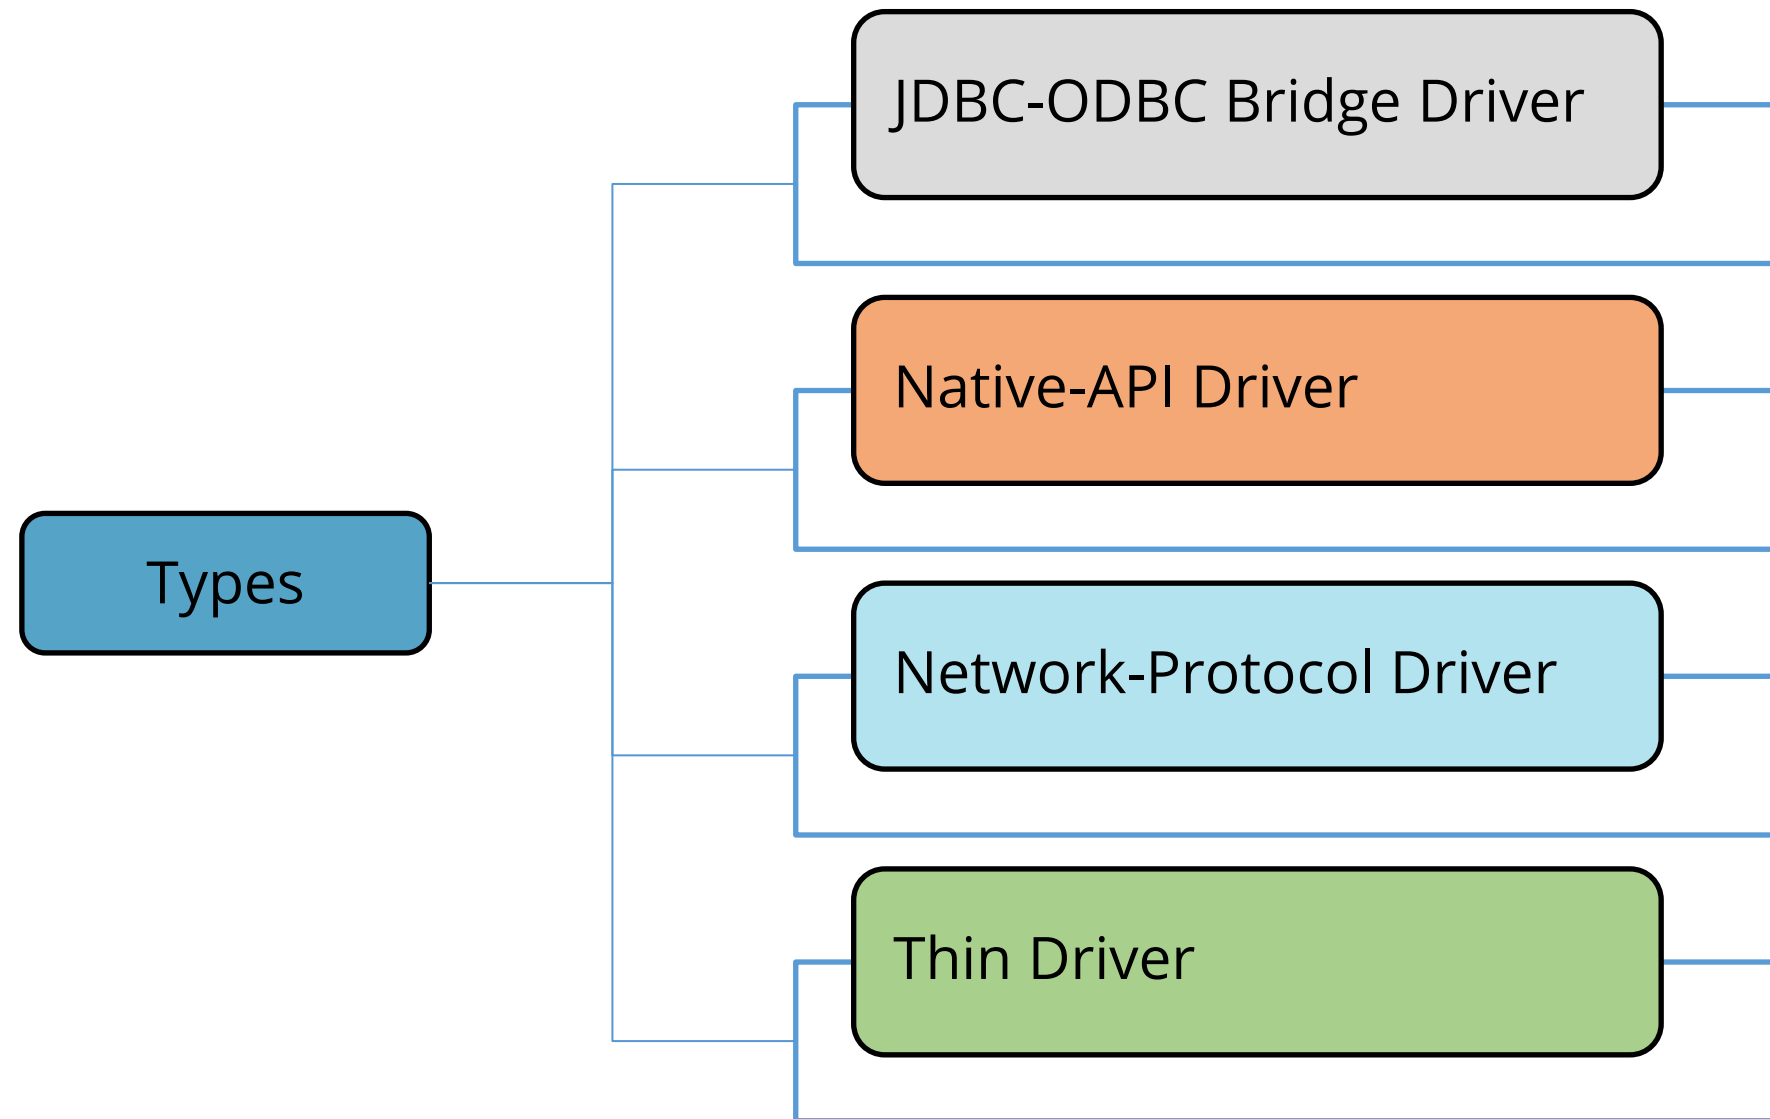 JDBC-ODBC Bridge Driver
Native-API Driver
Types
Network-Protocol Driver
Thin Driver